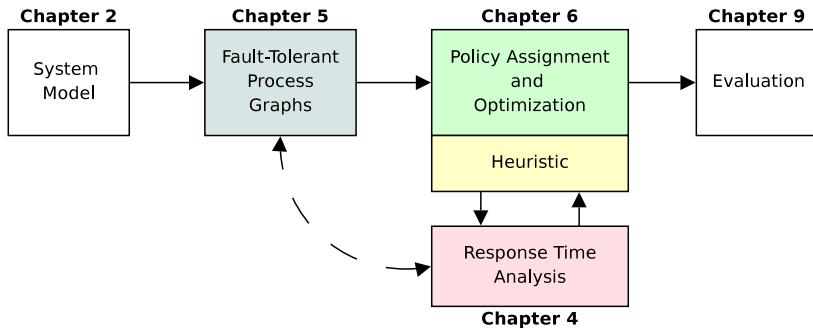 Chapter 2
System
Model
Chapter 5
Fault-Tolerant
Process
Graphs
Chapter 6
Policy Assignment
and
Optimization
Heuristic
Chapter 9
Evaluation
Response Time
Analysis
Chapter 4